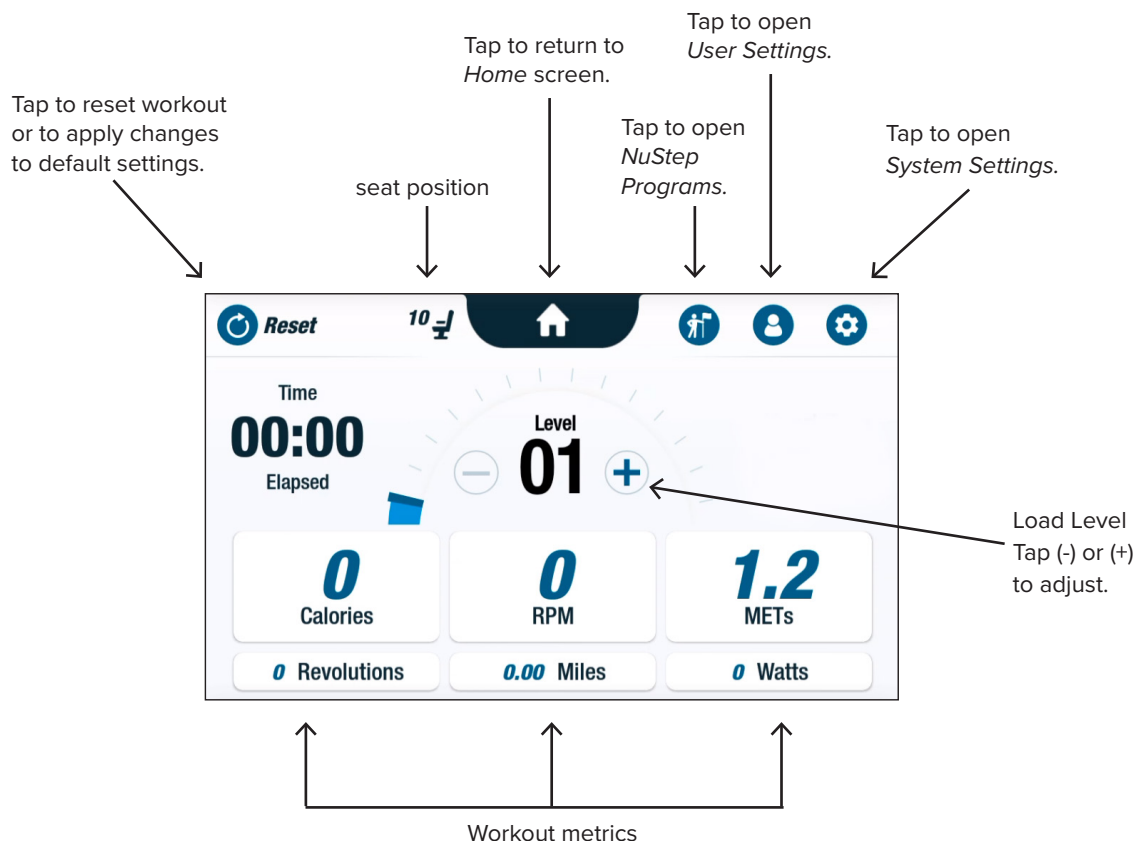 Tap to open
User Settings.
Tap to return to
Home screen.
Tap to reset workout
or to apply changes
to default settings.
Tap to open
NuStep
Programs.
Tap to open
System Settings.
seat position
Reset
10
Time
00:00
Elapsed
Level
01
Load Level
Tap (-) or (+)
to adjust.
0
Calories
0
RPM
1.2
METs
0 Revolutions
0.00 Miles
0 Watts
Workout metrics